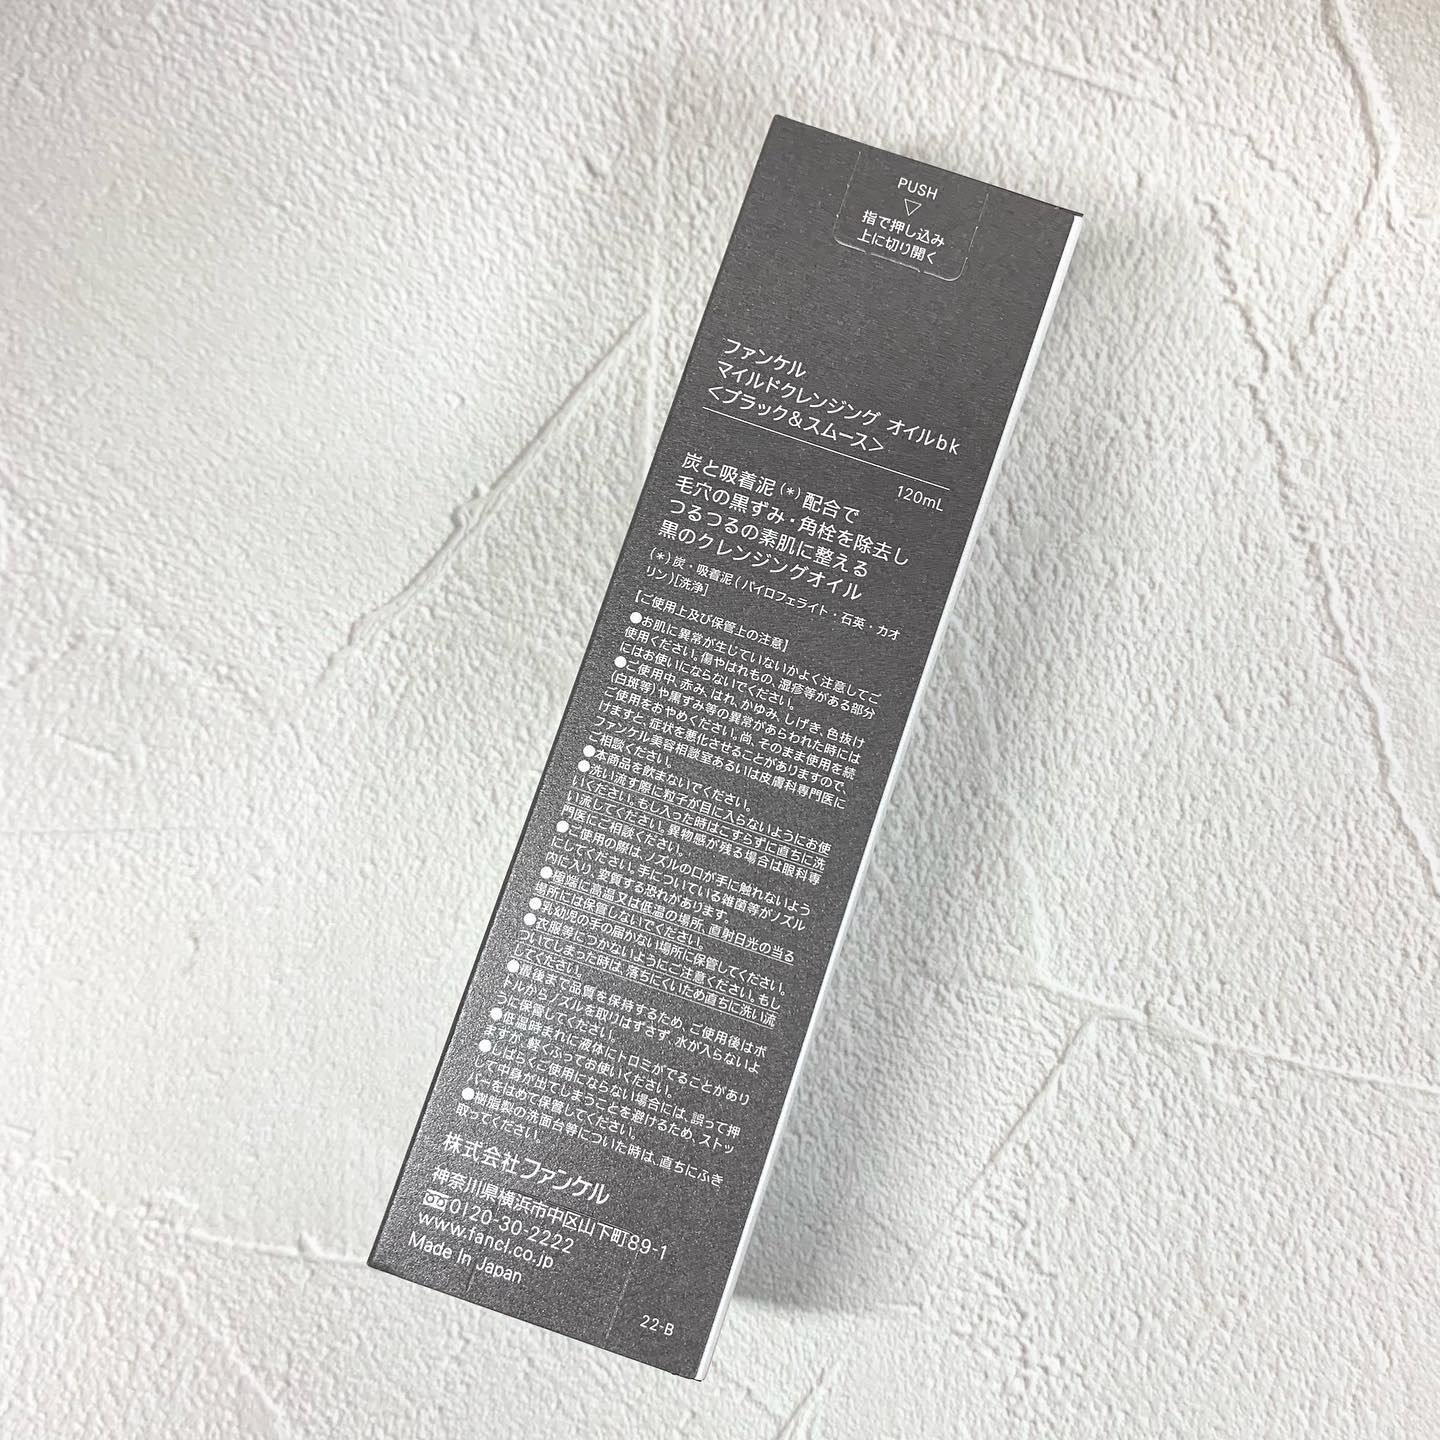 PUSH
▽
指で押し込み
上に切り開く
ファンケル
マイルドクレンジング オイルbk
＜ブラック&スムース＞
120mL
炭と吸着泥(*)配合で
毛穴の黒ずみ・角栓を除去し
つるつるの素肌に整える
黒のクレンジングオイル
(*)炭・吸着泥(パイロフェライト・石英・カオ
リン)[洗浄]
【ご使用上及び保管上の注意】
●お肌に異常が生じていないかよく注意してご
使用ください。傷やはれもの、湿疹等がある部分
にはお使いにならないでください。
●ご使用中、赤み、はれ、かゆみ、しげき、色抜け
(白斑等)や黒ずみ等の異常があらわれた時には
ご使用をおやめください。尚、そのまま使用を続
けますと、症状を悪化させることがありますので、
ファンケル美容相談室あるいは皮膚科専門医に
ご相談ください。
●本商品を飲まないでください。
●洗い流す際に粒子が目に入らないようにお使
いください。もし入った時はこすらずに直ちに洗
い流してください。異物感が残る場合は眼科専
門医にご相談ください。
●ご使用の際は、ノズルの口が手に触れないよう
にしてください。手についている雑菌等がノズル
内に入り、変質する恐れがあります。
●極端に高温又は低温の場所、直射日光の当る
場所には保管しないでください。
●乳幼児の手の届かない場所に保管してください。
●衣服等につかないようにご注意ください。もし
ついてしまった時は、落ちにくいため直ちに洗い流
してください。
●最後まで品質を保持するため、ご使用後はボ
トルからノズルを取りはずさず、水が入らないよ
うに保管してください。
●低温時まれに液体にトロミがでることがあり
ますが、軽くふってお使いください。
●しばらくご使用にならない場合には、誤って押
して中身が出てしまうことを避けるため、ストッ
パーをはめて保管してください。
●樹脂製の洗面台等についた時は、直ちにふき
取ってください。
株式会社ファンケル
神奈川県横浜市中区山下町89-1
0120-30-2222
www.fancl.co.jp
Made In Japan
22-B